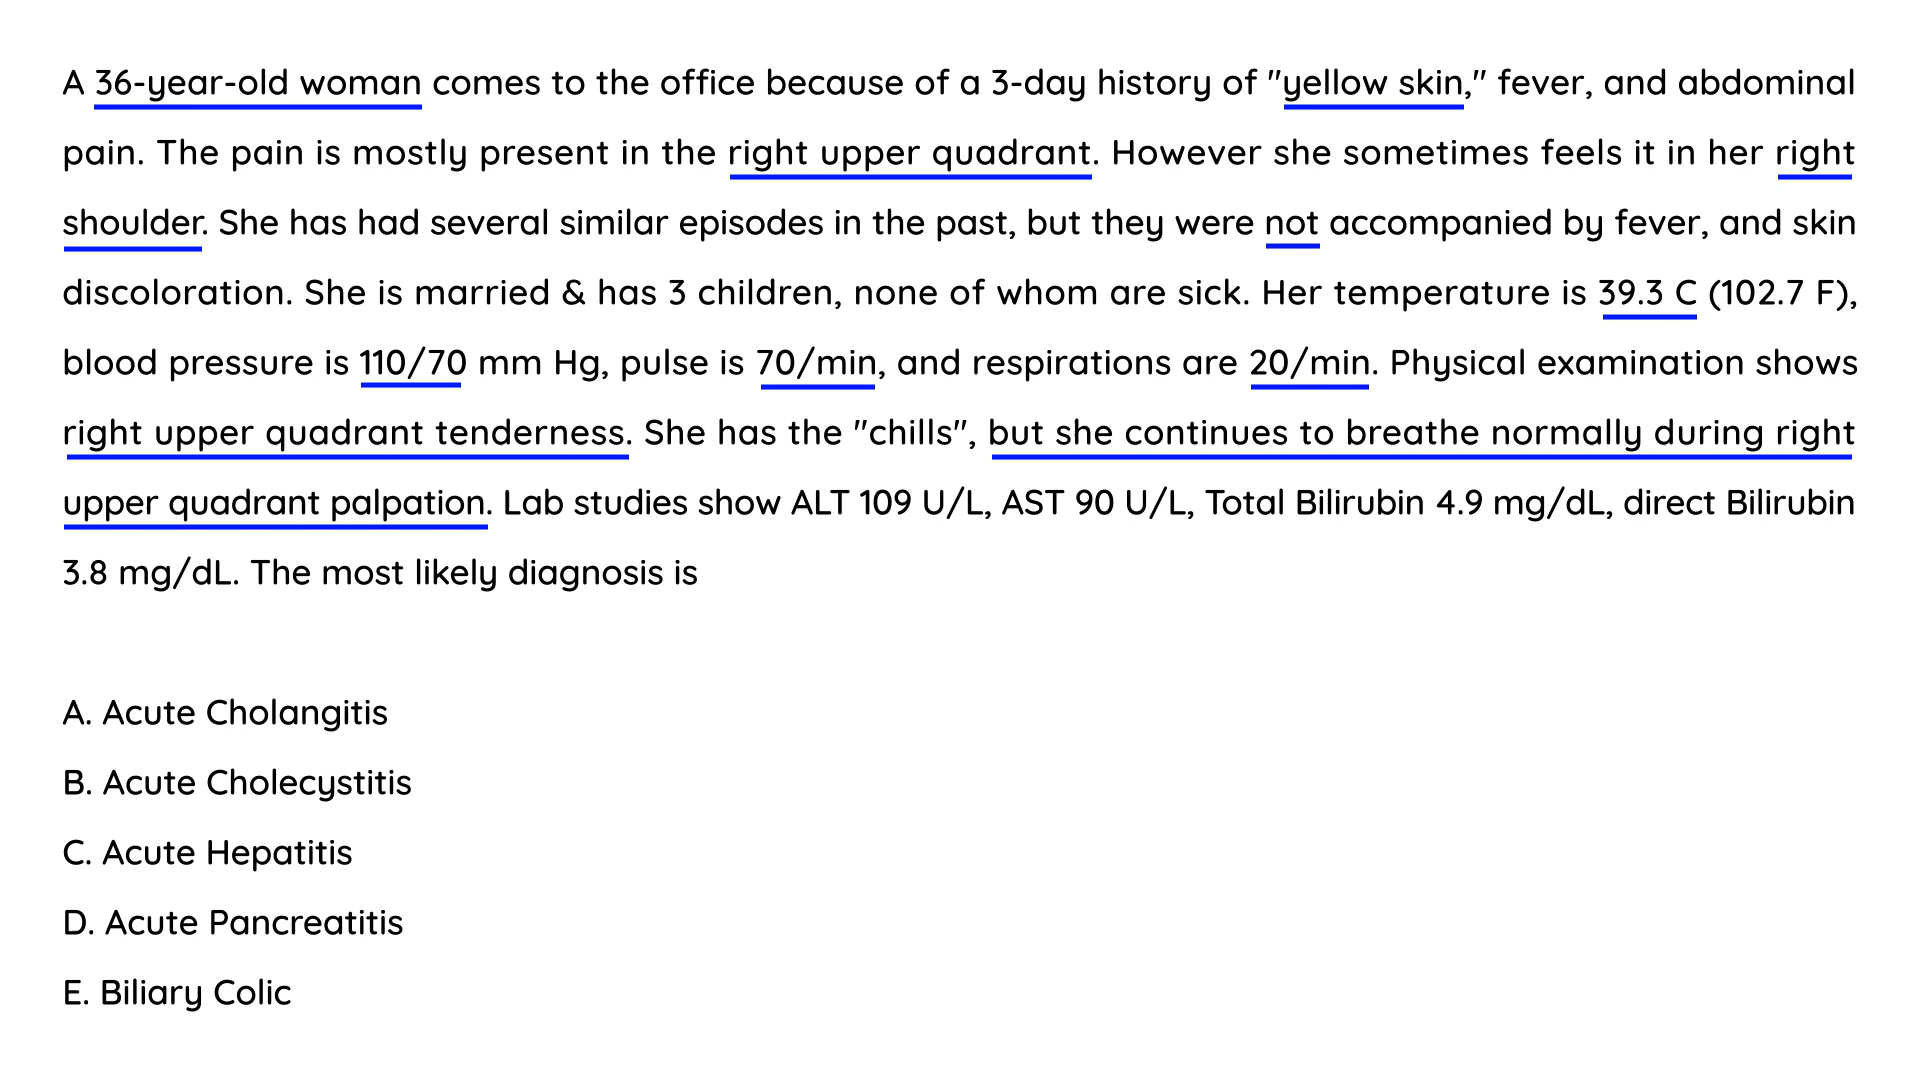 A 36-year-old woman comes to the office because of a 3-day history of "yellow skin," fever, and abdominal
pain. The pain is mostly present in the right upper quadrant. However she sometimes feels it in her right
shoulder. She has had several similar episodes in the past, but they were not accompanied by fever, and skin
discoloration. She is married & has 3 children, none of whom are sick. Her temperature is 39.3 C (102.7 F),
blood pressure is 110/70 mm Hg, pulse is 70/min, and respirations are 20/min. Physical examination shows
right upper quadrant tenderness. She has the "chills", but she continues to breathe normally during right
upper quadrant palpation. Lab studies show ALT 109 U/L, AST 90 U/L, Total Bilirubin 4.9 mg/dL, direct Bilirubin
3.8 mg/dL. The most likely diagnosis is
A. Acute Cholangitis
B. Acute Cholecystitis
C. Acute Hepatitis
D. Acute Pancreatitis
E. Biliary Colic